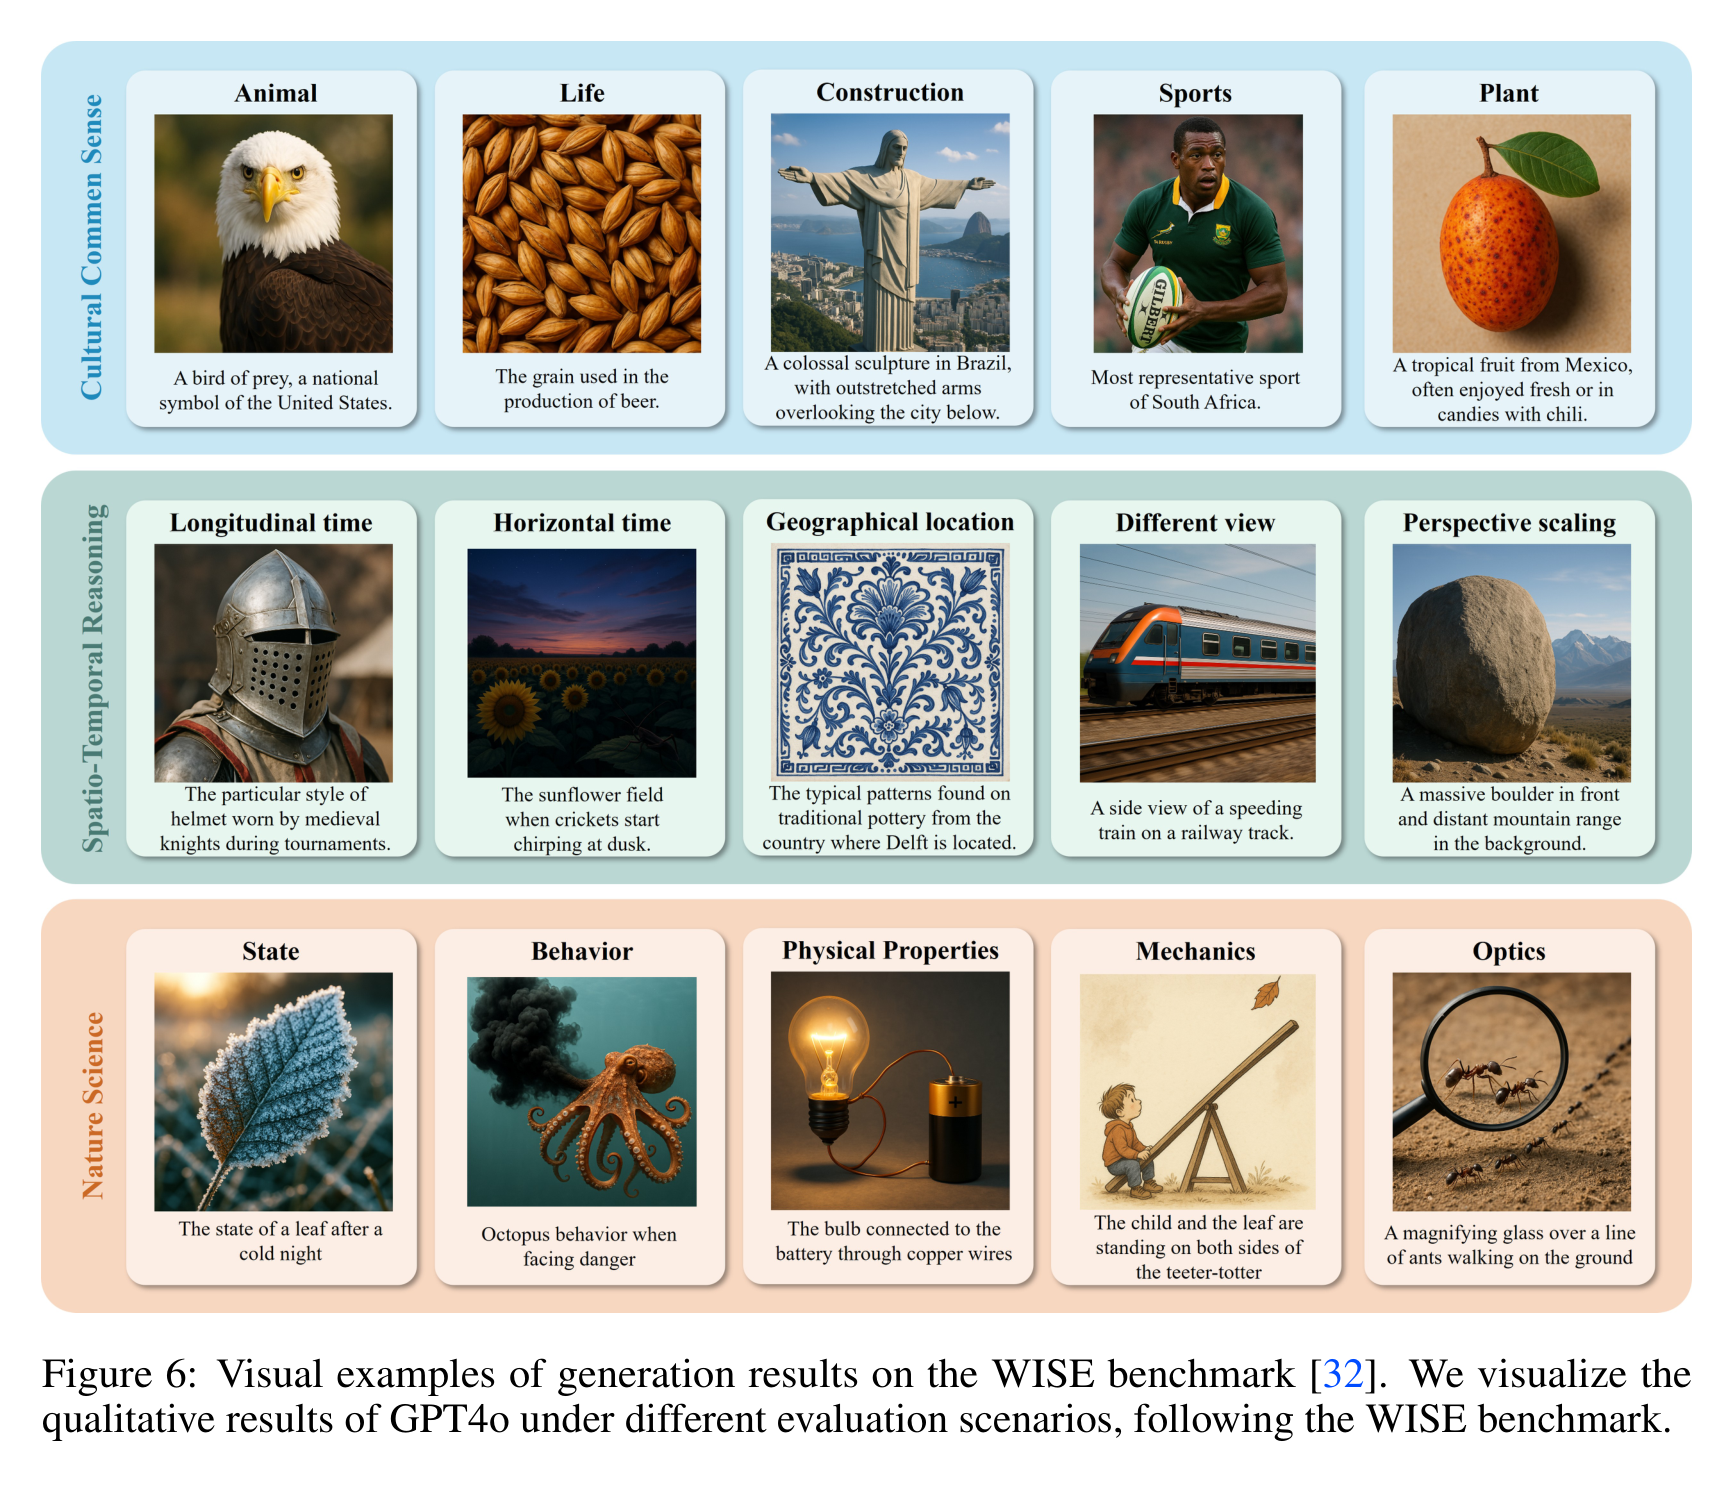 Cultural Commen Sense
Animal
A bird of prey, a national
symbol of the United States.
Life
The grain used in the
production of beer.
Construction
A colossal sculpture in Brazil,
with outstretched arms
overlooking the city below.
Sports
GILBERT
Most representative sport
of South Africa.
Plant
A tropical fruit from Mexico,
often enjoyed fresh or in
candies with chili.
Spatio-Temporal Reasoning
Longitudinal time
The particular style of
helmet worn by medieval
knights during tournaments.
Horizontal time
The sunflower field
when crickets start
chirping at dusk.
Geographical location
The typical patterns found on
traditional pottery from the
country where Delft is located.
Different view
A side view of a speeding
train on a railway track.
Perspective scaling
A massive boulder in front
and distant mountain range
in the background.
Nature Science
State
The state of a leaf after a
cold night
Behavior
Octopus behavior when
facing danger
Physical Properties
+
The bulb connected to the
battery through copper wires
Mechanics
The child and the leaf are
standing on both sides of
the teeter-totter
Optics
A magnifying glass over a line
of ants walking on the ground
Figure 6: Visual examples of generation results on the WISE benchmark [32]. We visualize the
qualitative results of GPT4o under different evaluation scenarios, following the WISE benchmark.